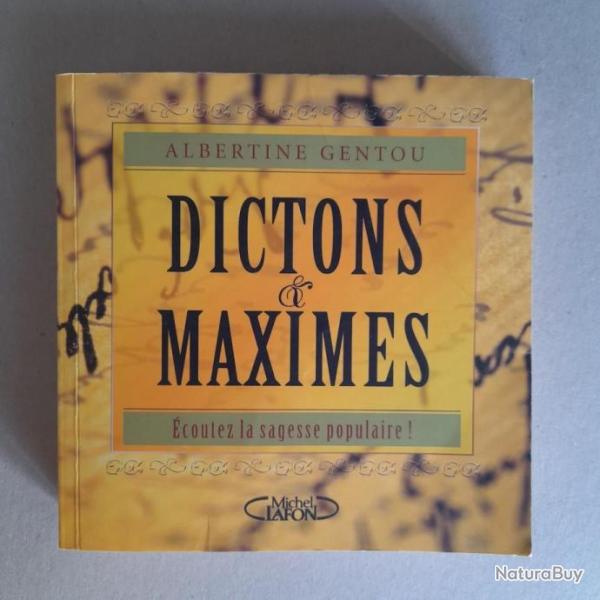 ALBERTINE GENTOU
DICTONS
&
MAXIMES
Écoutez la sagesse populaire !
Michel
LAFON
NaturaBuy